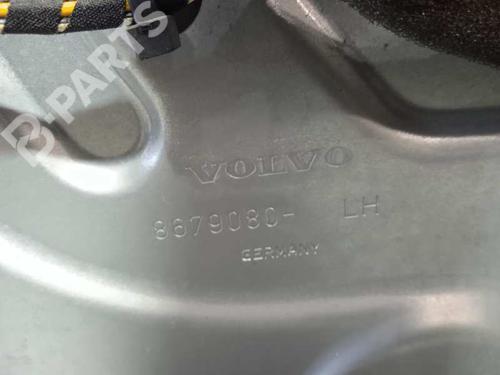 B-PARTS
VOLVO
8679080- LH
GERMANY